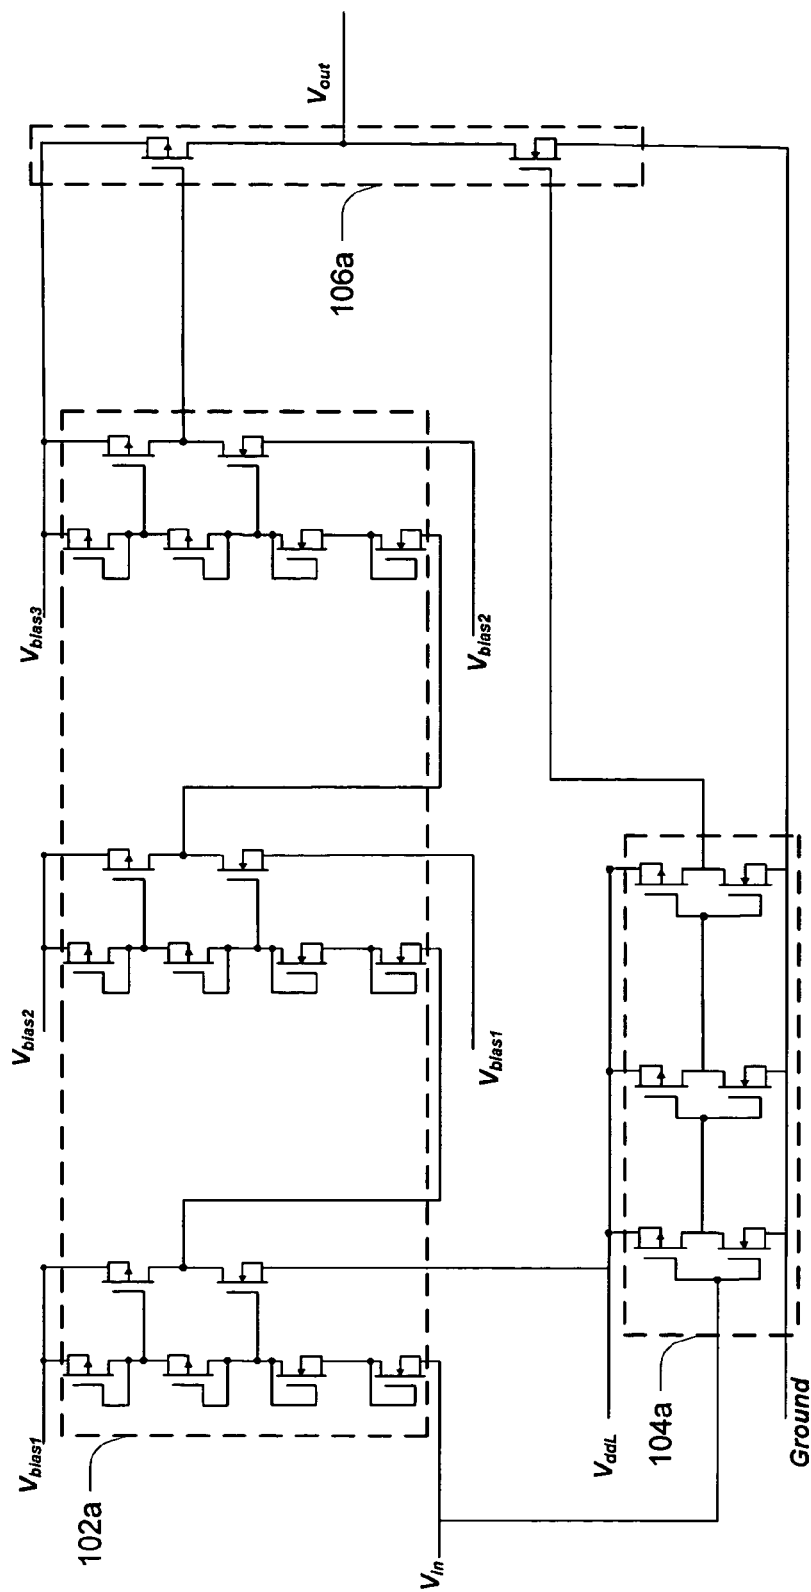 V_out
106a
V_bias3
V_bias2
V_bias2
V_bias1
V_bias1
102a
V_in
V_ddL
104a
Ground